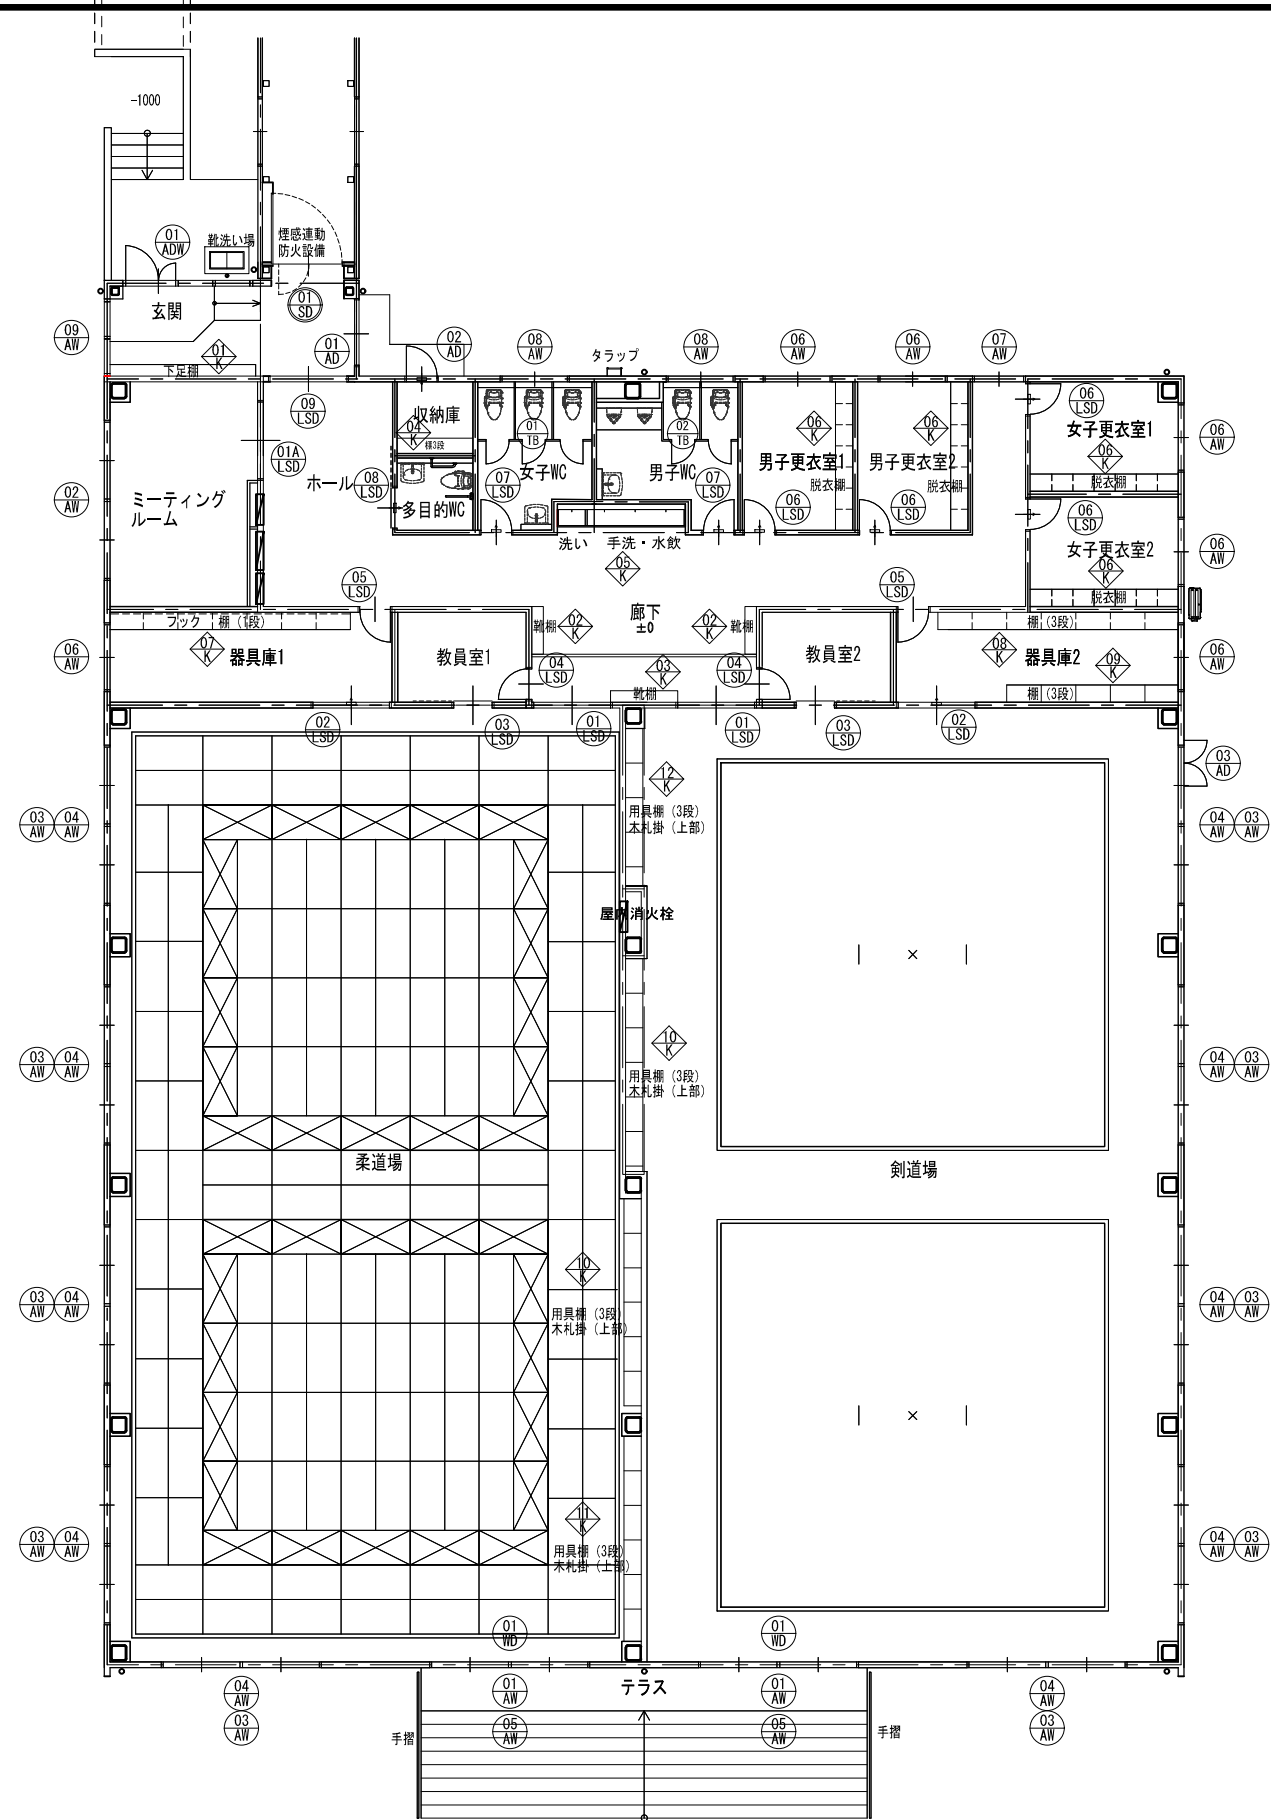 -1000
01
ADW
靴洗い場
煙感連動
防火設備
玄関
01
SD
09
AW
01
K
下足棚
01
AD
02
AD
08
AW
タラップ
08
AW
06
AW
06
AW
07
AW
09
LSD
収納庫
04
K
棚3段
01
TB
02
TB
06
K
06
K
06
LSD
女子更衣室1
06
K
脱衣棚
06
AW
01A
LSD
ホール
08
LSD
多目的WC
女子WC
07
LSD
男子WC
07
LSD
男子更衣室1
脱衣棚
06
LSD
男子更衣室2
脱衣棚
06
LSD
02
AW
ミーティング
ルーム
06
LSD
女子更衣室2
06
K
脱衣棚
06
AW
洗い
手洗・水飲
05
K
05
LSD
05
LSD
廊下
±0
靴棚
02
K
02
K
靴棚
フック
棚(1段)
07
K
器具庫1
06
AW
教員室1
04
LSD
03
K
靴棚
04
LSD
教員室2
棚(3段)
08
K
器具庫2
09
K
棚(3段)
06
AW
02
LSD
03
LSD
01
LSD
01
LSD
03
LSD
02
LSD
03
AD
12
K
用具棚(3段)
木札掛(上部)
03
AW
04
AW
04
AW
03
AW
屋内消火栓
10
K
用具棚(3段)
木札掛(上部)
03
AW
04
AW
04
AW
03
AW
柔道場
剣道場
10
K
用具棚(3段)
木札掛(上部)
03
AW
04
AW
04
AW
03
AW
11
K
用具棚(3段)
木札掛(上部)
03
AW
04
AW
04
AW
03
AW
01
WD
01
WD
04
AW
03
AW
01
AW
05
AW
テラス
01
AW
05
AW
04
AW
03
AW
手摺
手摺